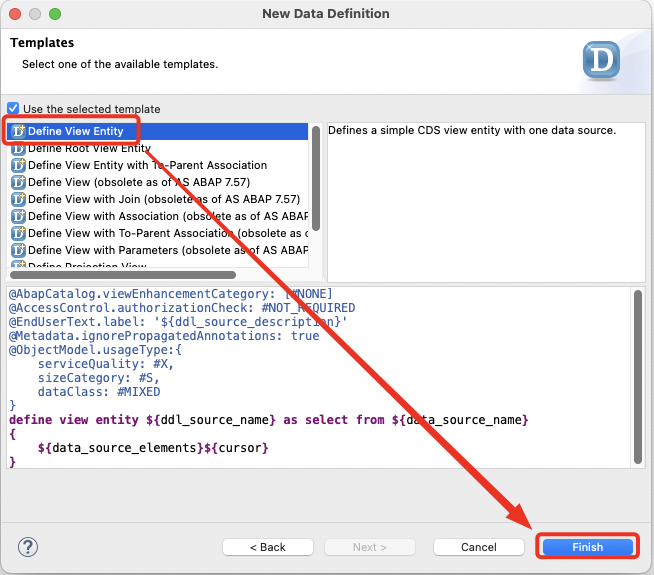 New Data Definition
Templates
Select one of the available templates.
D
Use the selected template
Define View Entity
Define Root View Entity
Define View Entity with To-Parent Association
Define View (obsolete as of AS ABAP 7.57)
Define View with Join (obsolete as of AS ABAP 7.57)
Define View with Association (obsolete as of AS ABAP
Define View with To-Parent Association (obsolete as
Define View with Parameters (obsolete as of AS ABAP
Define Projection View
Defines a simple CDS view entity with one data source.
@AbapCatalog.viewEnhancementCategory: [#NONE]
@AccessControl.authorizationCheck: #NOT_REQUIRED
@EndUserText.label: '${ddl_source_description}'
@Metadata.ignorePropagatedAnnotations: true
@ObjectModel.usageType:{
    serviceQuality: #X,
    sizeCategory: #S,
    dataClass: #MIXED
}
define view entity ${ddl_source_name} as select from ${data_source_name}
{
    ${data_source_elements}${cursor}
}
?
< Back
Next >
Cancel
Finish